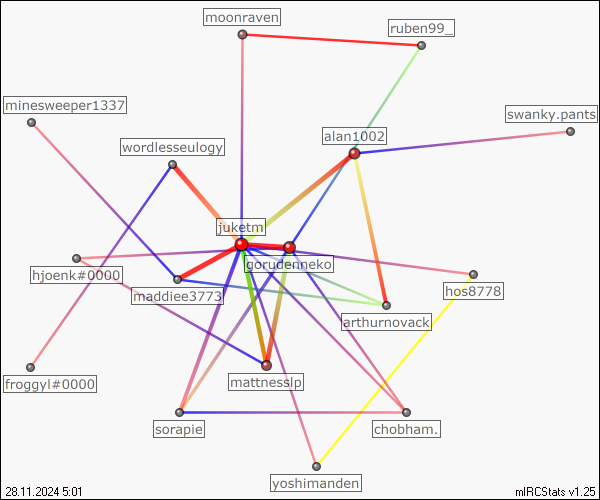 moonraven
ruben99_
minesweeper1337
swanky.pants
alan1002
wordlesseulogy
juketm
gorudenneko
hjoenk#0000
maddiee3773
hos8778
arthurnovack
froggyl#0000
mattnesslp
sorapie
chobham.
yoshimanden
28.11.2024 5:01
mIRCStats v1.25